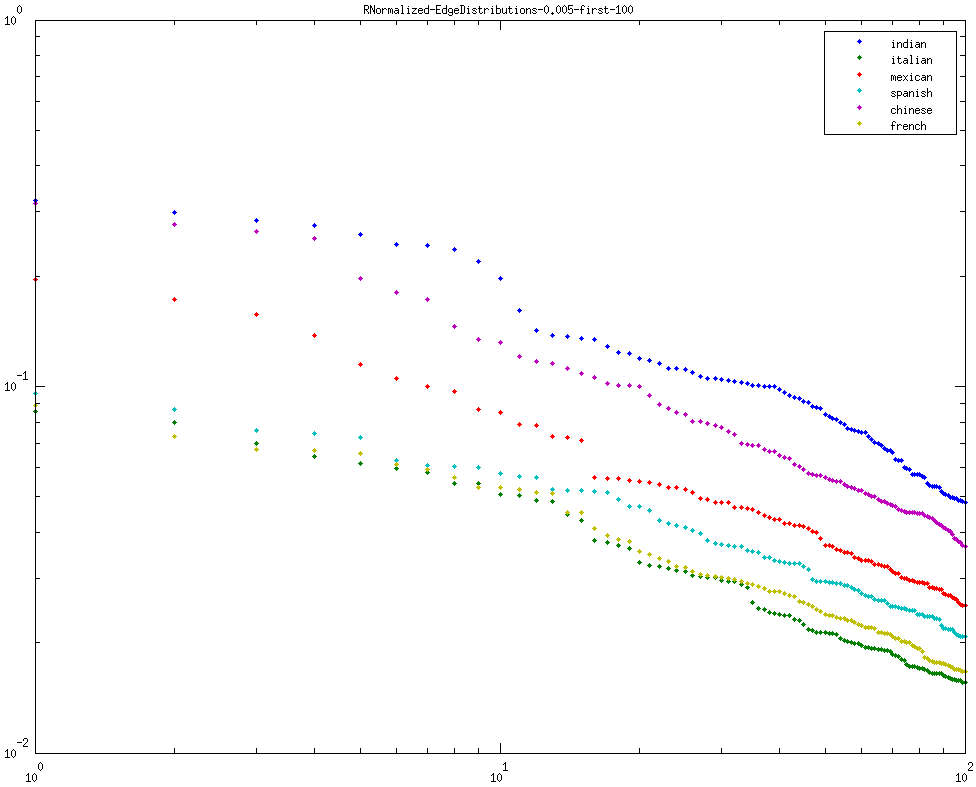 RNormalized-EdgeDistributions-0.005-first-100
10^0
indian
italian
mexican
spanish
chinese
french
10^-1
10^-2
10^0 10^1 10^2